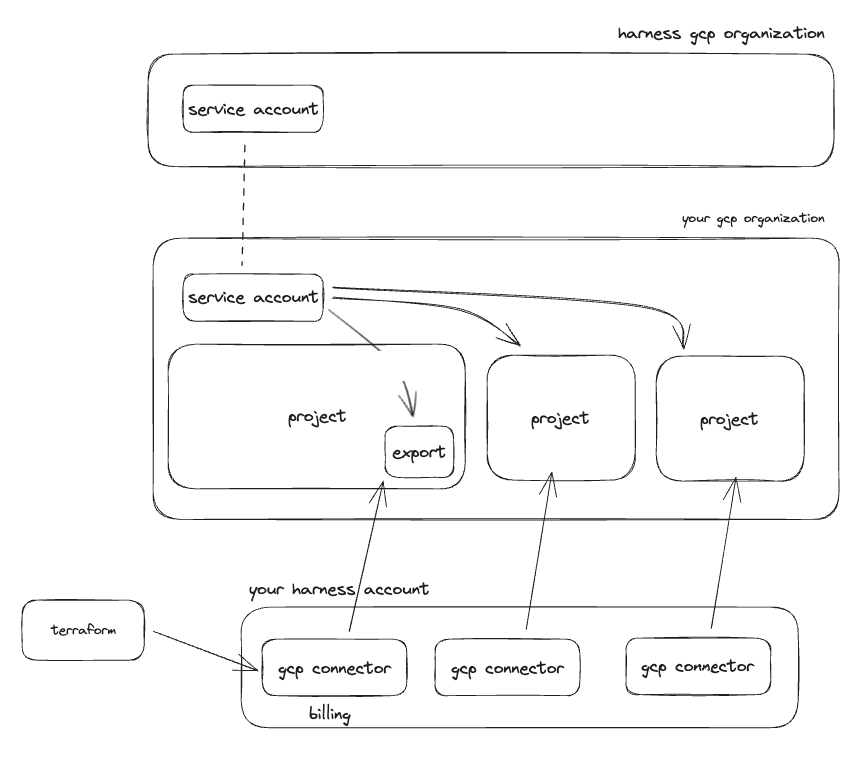 harness gcp organization
service account
your gcp organization
service account
project
project
project
export
your harness account
terraform
gcp connector
gcp connector
gcp connector
billing